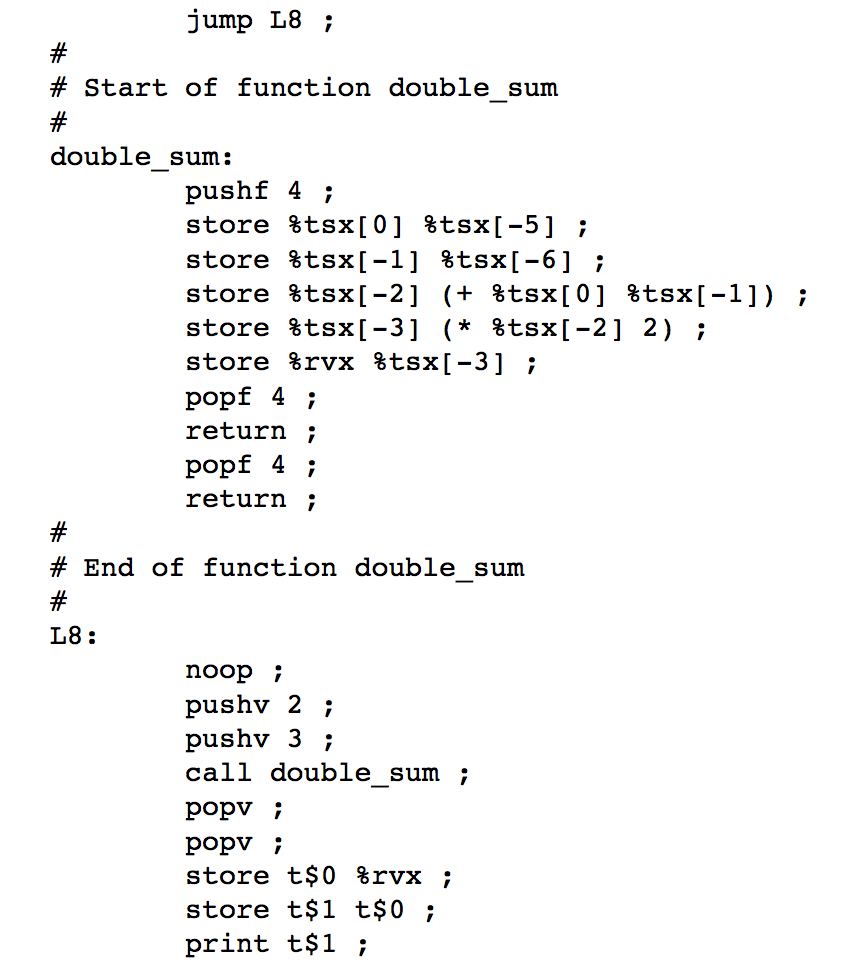 jump L8 ;
#
# Start of function double_sum
#
double_sum:
pushf 4 ;
store %tsx[0] %tsx[-5] ;
store %tsx[-1] %tsx[-6] ;
store %tsx[-2] (+ %tsx[0] %tsx[-1]) ;
store %tsx[-3] (* %tsx[-2] 2) ;
store %rvx %tsx[-3] ;
popf 4 ;
return ;
popf 4 ;
return ;
#
# End of function double_sum
#
L8:
noop ;
pushv 2 ;
pushv 3 ;
call double_sum ;
popv ;
popv ;
store t$0 %rvx ;
store t$1 t$0 ;
print t$1 ;